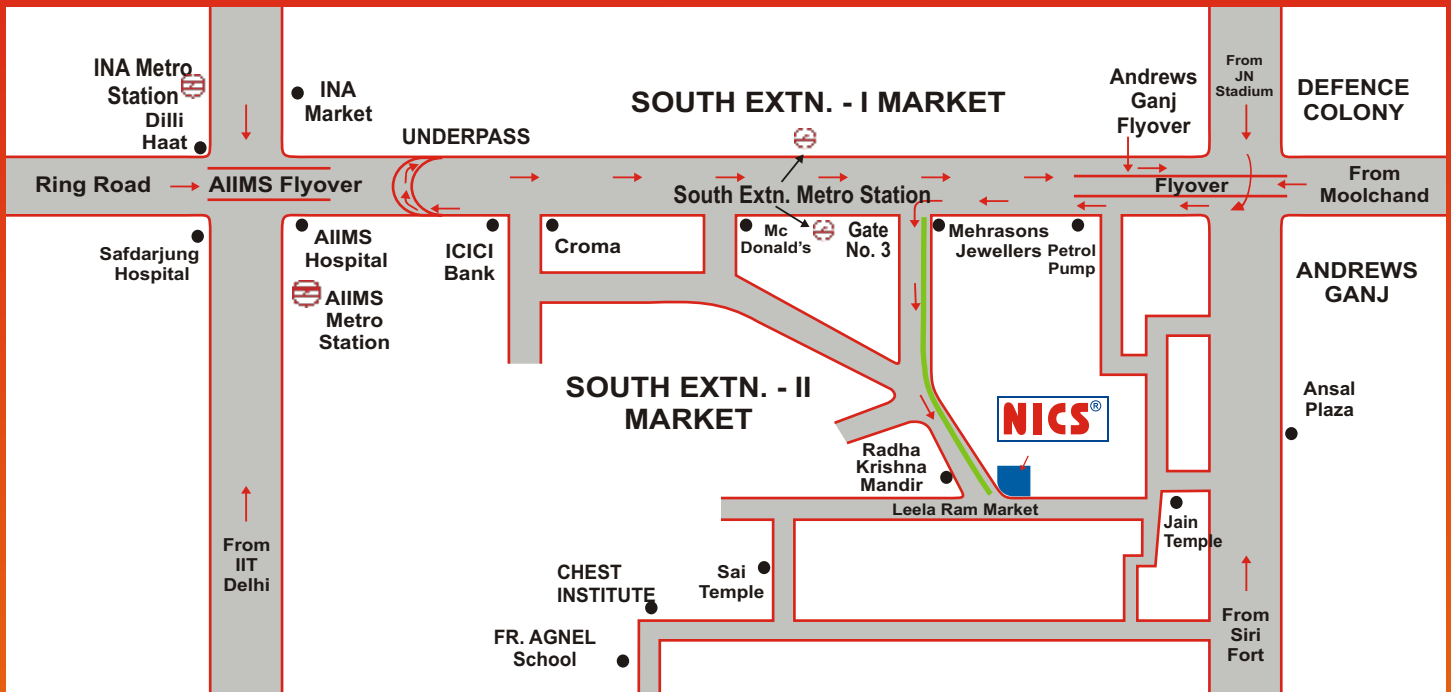 INA Metro
Station
Dilli
Haat
INA
Market
UNDERPASS
SOUTH EXTN. - I MARKET
Andrews
Ganj
Flyover
From
JN
Stadium
DEFENCE
COLONY
Ring Road
AIIMS Flyover
South Extn. Metro Station
Flyover
From
Moolchand
Safdarjung
Hospital
AIIMS
Hospital
AIIMS
Metro
Station
ICICI
Bank
Croma
Mc
Donald's
Gate
No. 3
Mehrasons
Jewellers
Petrol
Pump
ANDREWS
GANJ
SOUTH EXTN. - II
MARKET
NICS®
Ansal
Plaza
Radha
Krishna
Mandir
Leela Ram Market
Jain
Temple
From
IIT
Delhi
CHEST
INSTITUTE
Sai
Temple
FR. AGNEL
School
From
Siri
Fort